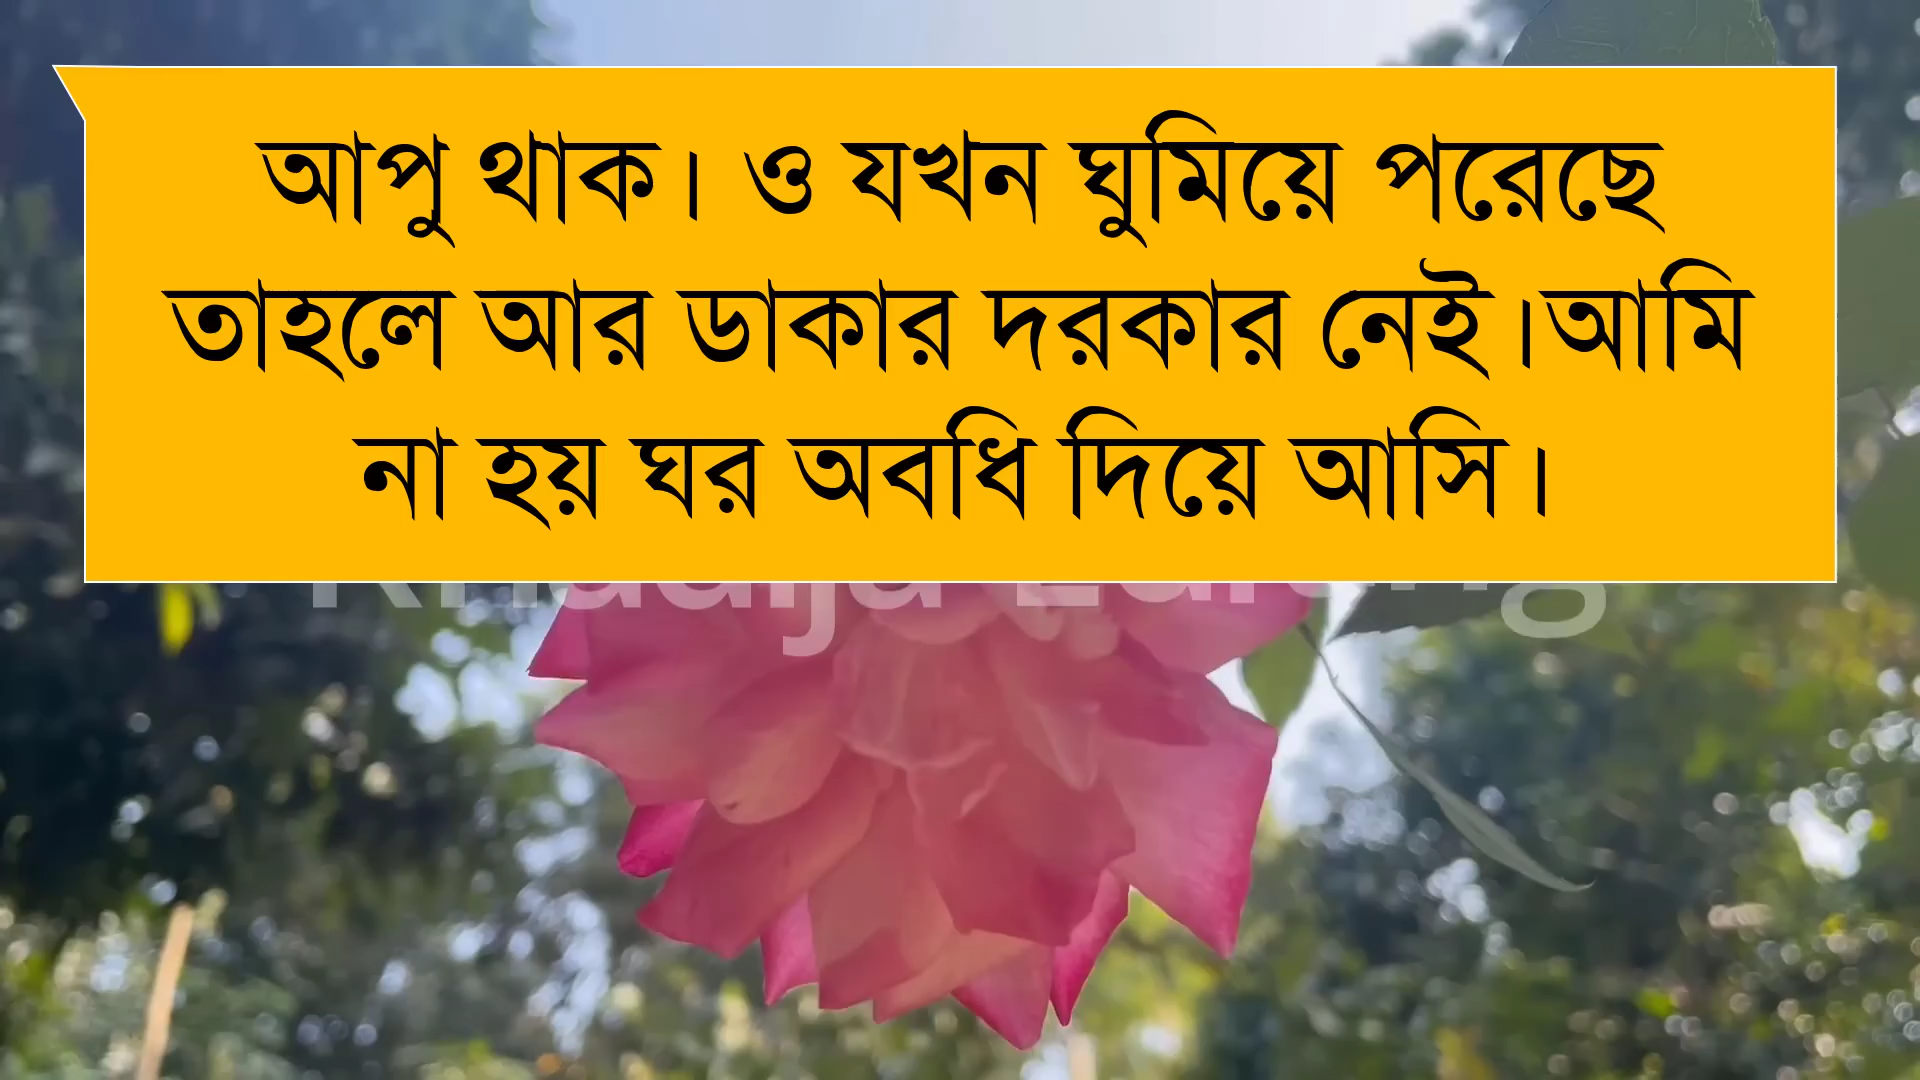 আপু থাক। ও যখন ঘুমিয়ে পরেছে
তাহলে আর ডাকার দরকার নেই।আমি
না হয় ঘর অবধি দিয়ে আসি।